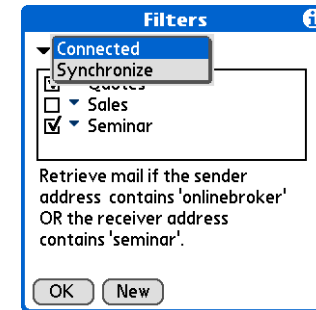 Filters
Connected
Synchronize
Quotes
Sales
Seminar
Retrieve mail if the sender
address contains 'onlinebroker'
OR the receiver address
contains 'seminar'.
OK New